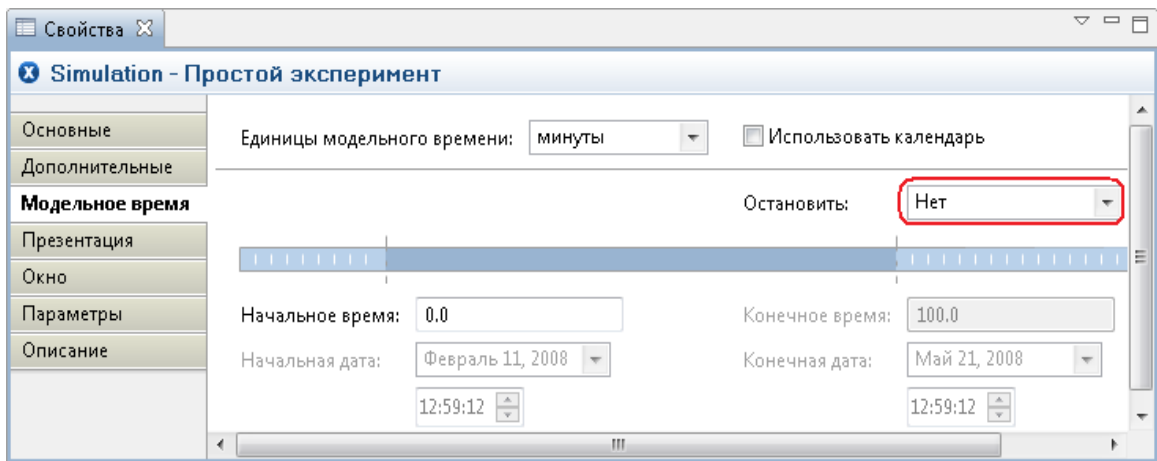 Свойства
Simulation - Простой эксперимент
Основные
Дополнительные
Модельное время
Презентация
Окно
Параметры
Описание
Единицы модельного времени: минуты Использовать календарь
Остановить: Нет
Начальное время: 0.0 Конечное время: 100.0
Начальная дата: Февраль 11, 2008 Конечная дата: Май 21, 2008
12:59:12 12:59:12